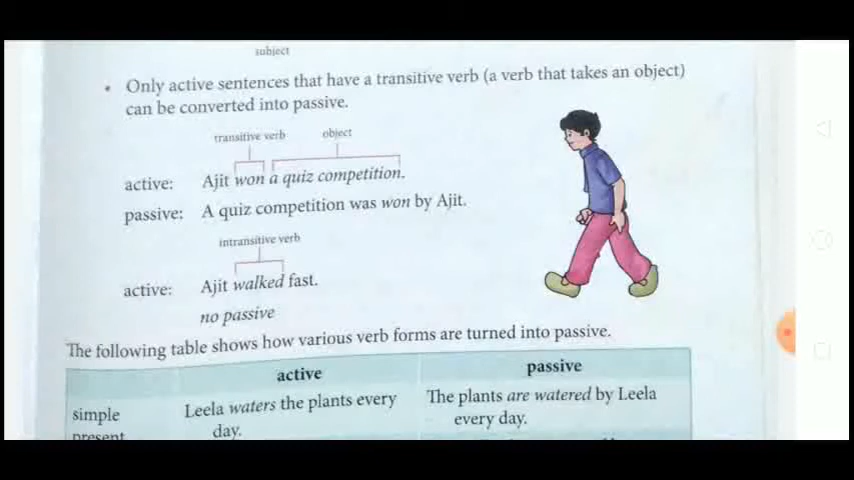 subject
• Only active sentences that have a transitive verb (a verb that takes an object)
can be converted into passive.
transitive verb object
active: Ajit won a quiz competition.
passive: A quiz competition was won by Ajit.
intransitive verb
active: Ajit walked fast.
no passive
The following table shows how various verb forms are turned into passive.
active passive
simple Leela waters the plants every The plants are watered by Leela
present day. every day.